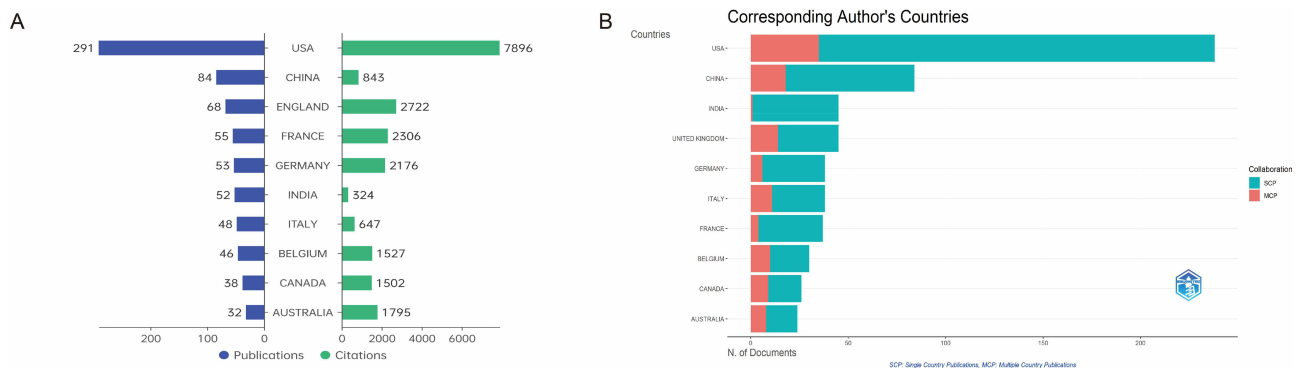 A
291 USA 7896
84 CHINA 843
68 ENGLAND 2722
55 FRANCE 2306
53 GERMANY 2176
52 INDIA 324
48 ITALY 647
46 BELGIUM 1527
38 CANADA 1502
32 AUSTRALIA 1795
200 100 0 0 2000 4000 6000
Publications Citations
B
Corresponding Author's Countries
Countries
USA
CHINA
INDIA
UNITED KINGDOM
GERMANY
ITALY
FRANCE
BELGIUM
CANADA
AUSTRALIA
0 50 100 150 200
N. of Documents
SCP: Single Country Publications, MCP: Multiple Country Publications
Collaboration
SCP
MCP